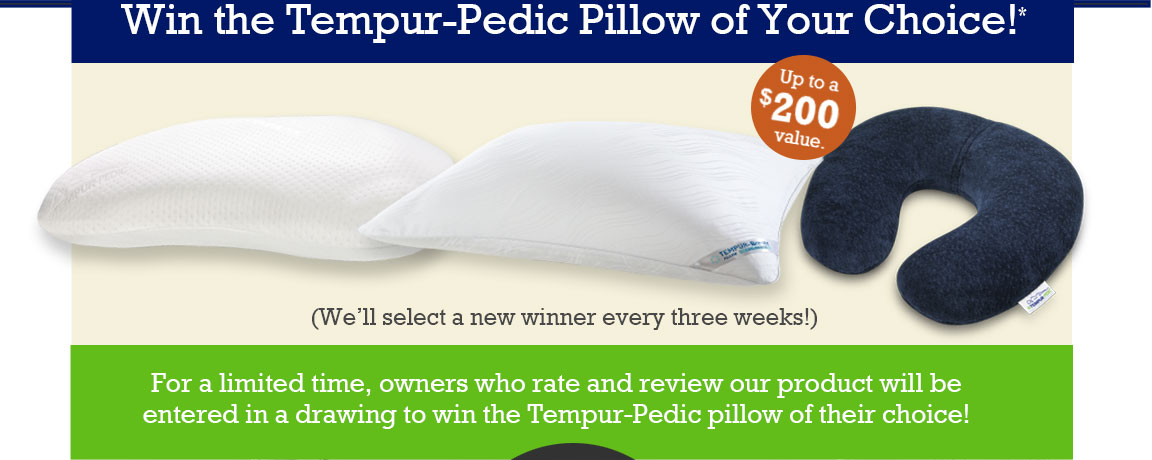 Win the Tempur-Pedic Pillow of Your Choice!*
Up to a
$200
value.
TEMPUR-
(We'll select a new winner every three weeks!)
For a limited time, owners who rate and review our product will be
entered in a drawing to win the Tempur-Pedic pillow of their choice!